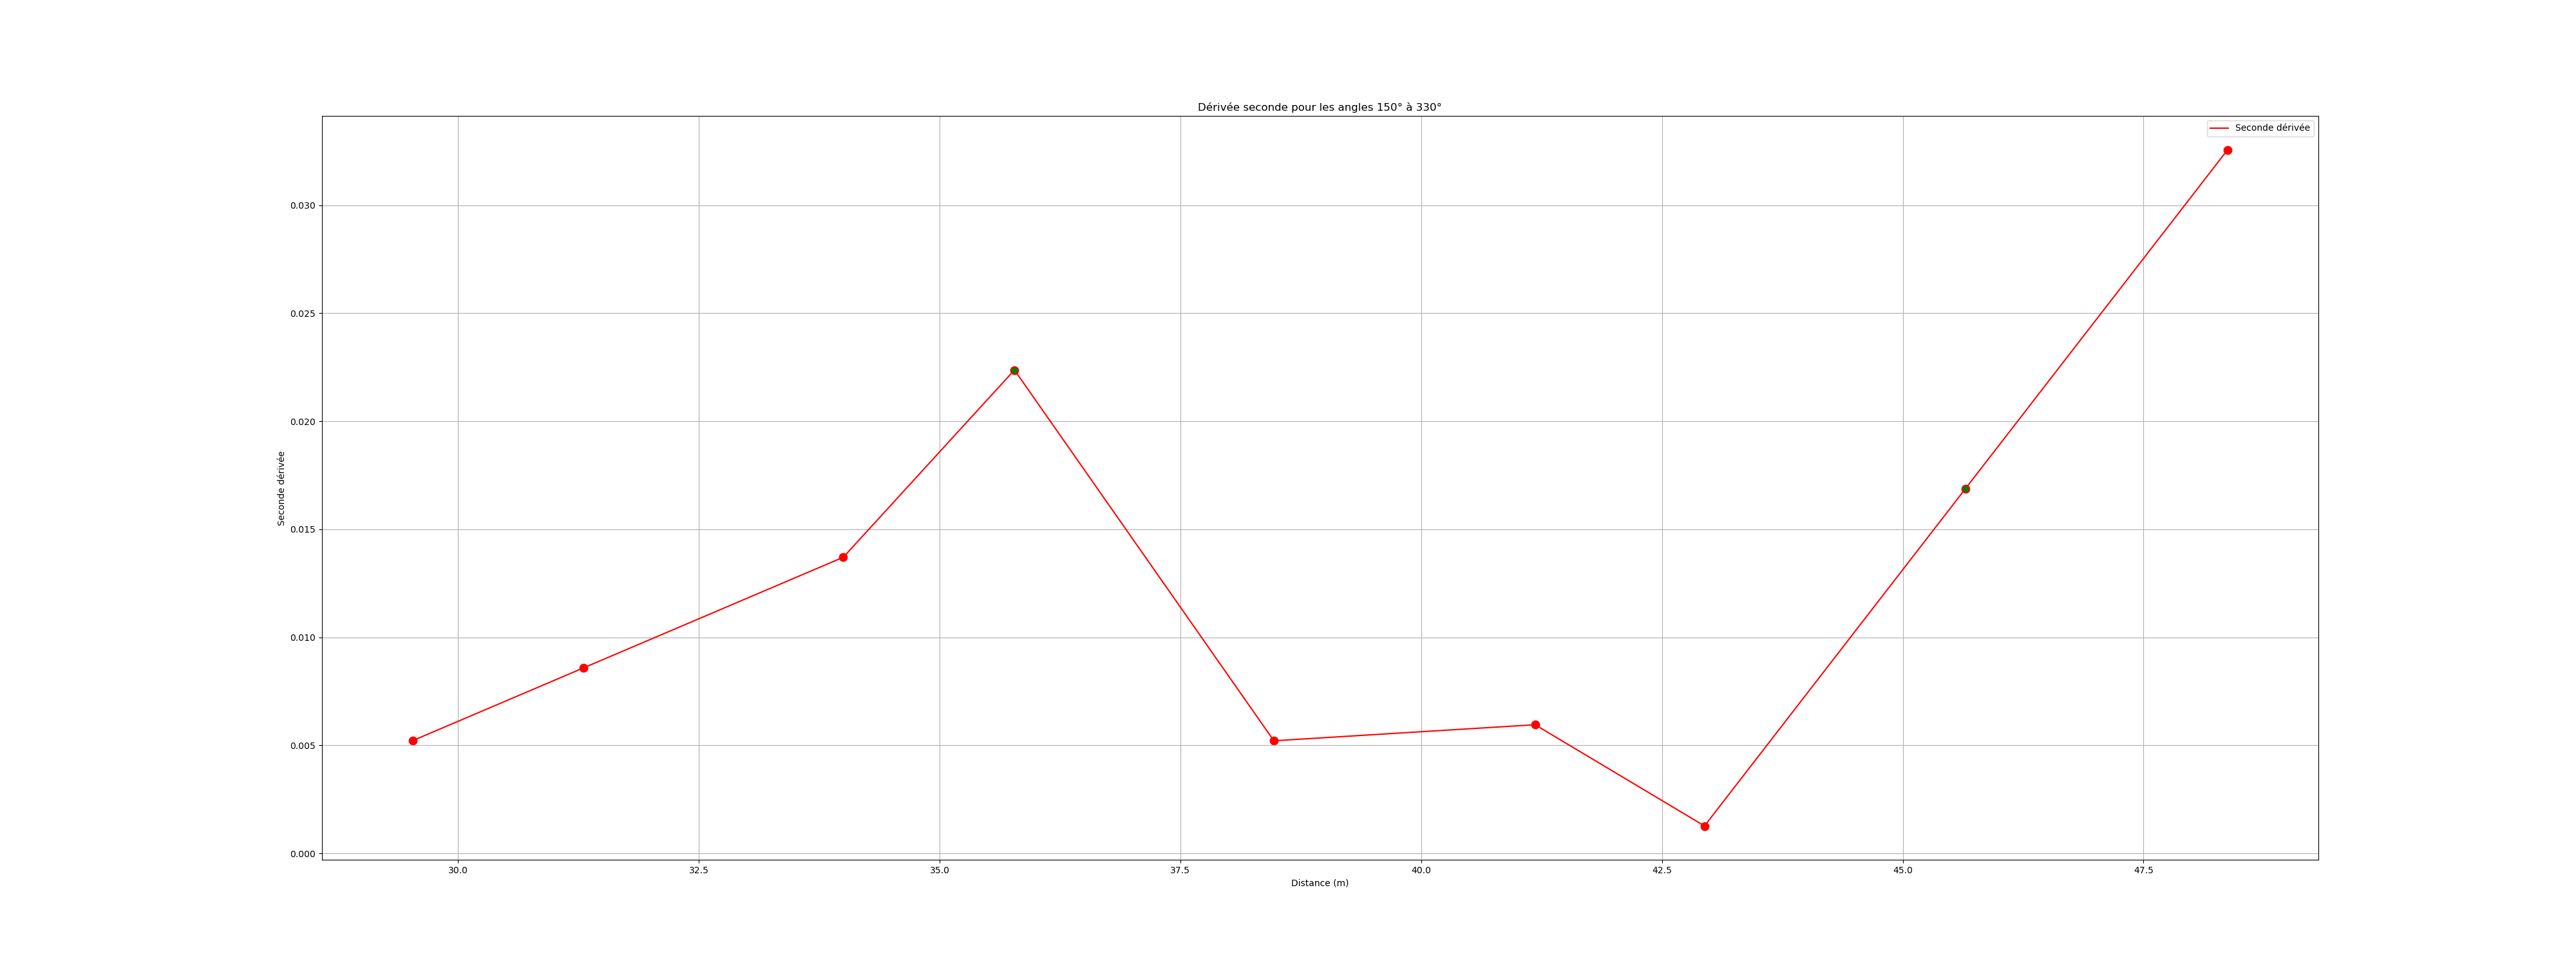 Dérivée seconde pour les angles 150° à 330°
Seconde dérivée
0.030
0.025
0.020
0.015
0.010
0.005
0.000
Seconde dérivée
30.0 32.5 35.0 37.5 40.0 42.5 45.0 47.5
Distance (m)